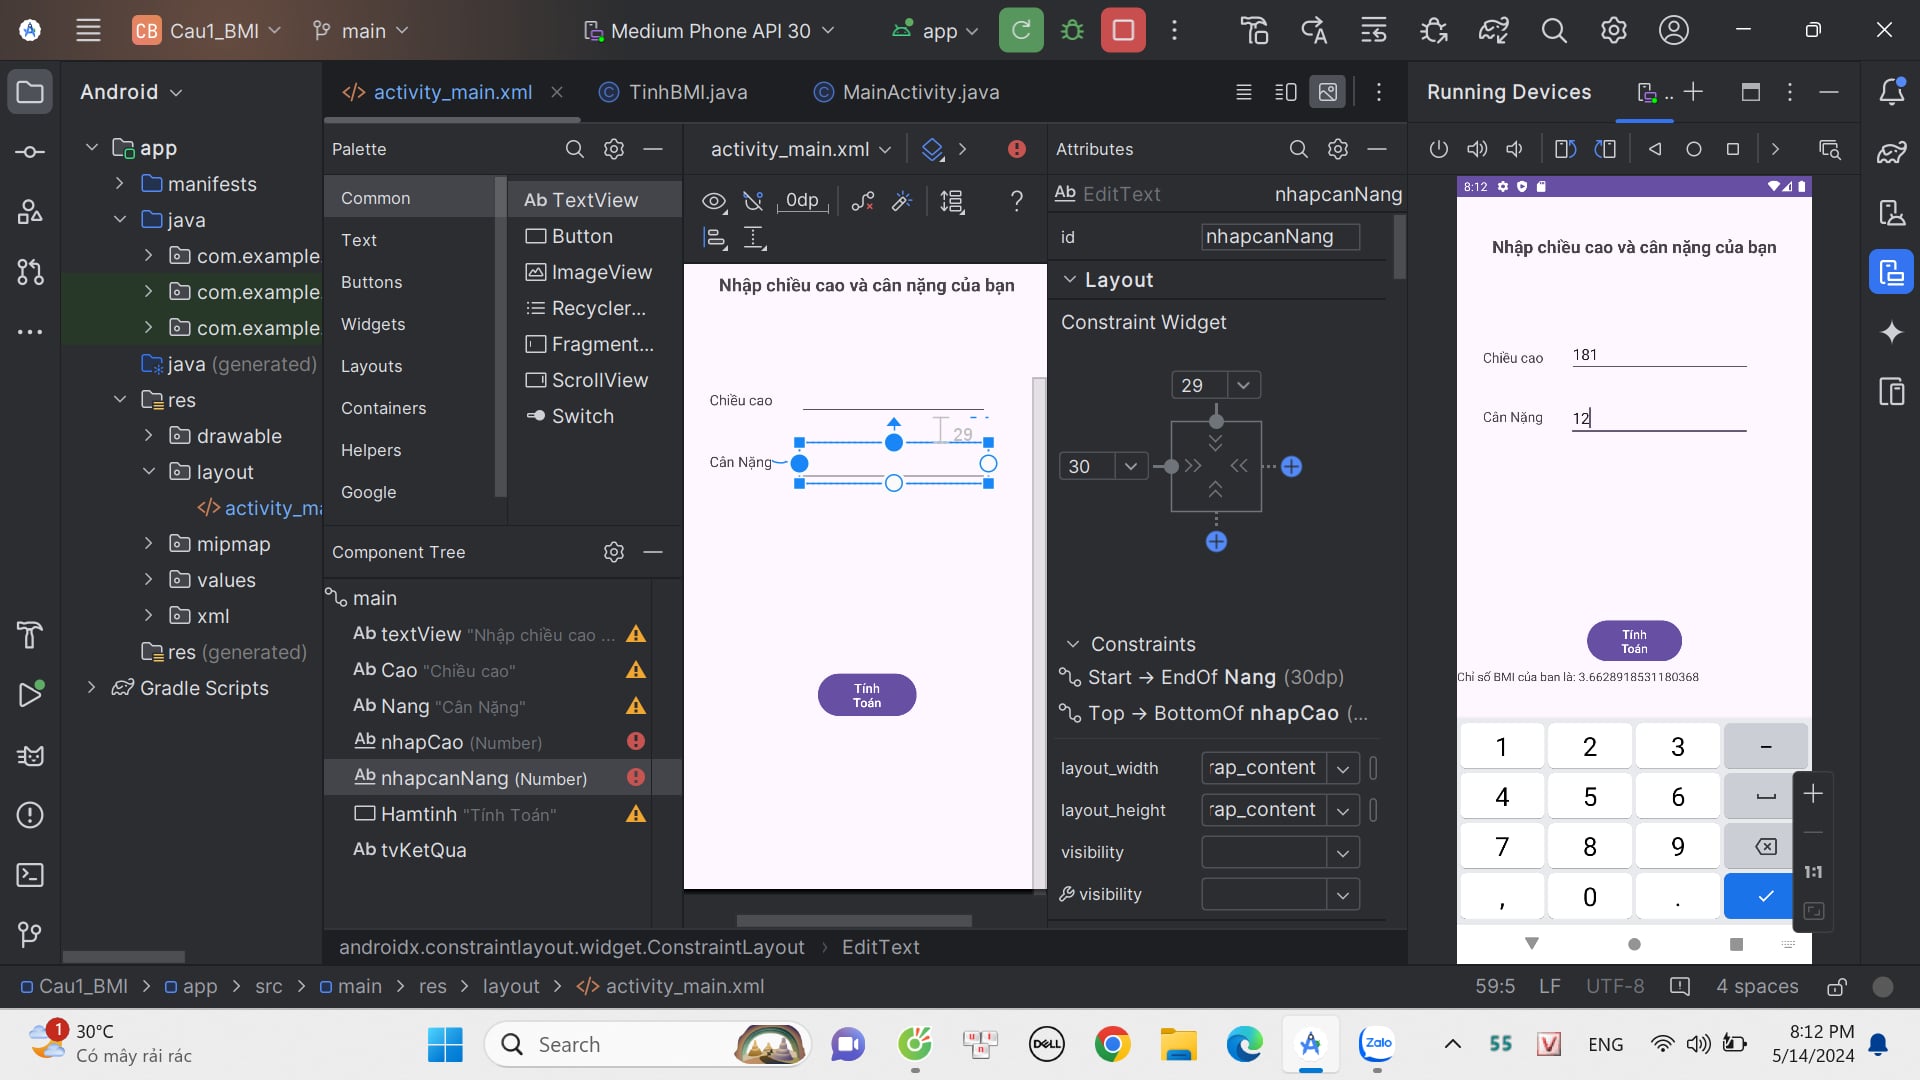 CB Cau1_BMI main Medium Phone API 30 app
Android
activity_main.xml TinhBMI.java MainActivity.java
Running Devices
app
manifests
java
com.example.
com.example.
com.example.
java (generated)
res
drawable
layout
activity_ma
mipmap
values
xml
res (generated)
Gradle Scripts
Palette
Common
Text
Buttons
Widgets
Layouts
Containers
Helpers
Google
Ab TextView
Button
ImageView
Recycler...
Fragment...
ScrollView
Switch
Component Tree
main
Ab textView "Nhập chiều cao ...
Ab Cao "Chiều cao"
Ab Nang "Cân Nặng"
Ab nhapCao (Number)
Ab nhapcanNang (Number)
Hamtinh "Tính Toán"
Ab tvKetQua
activity_main.xml
0dp
?
Nhập chiều cao và cân nặng của bạn
Chiều cao
29
Cân Nặng
Tính
Toán
Attributes
Ab EditText nhapcanNang
id nhapcanNang
Layout
Constraint Widget
29
30
Constraints
Start → EndOf Nang (30dp)
Top → BottomOf nhapCao (...
layout_width rap_content
layout_height rap_content
visibility
visibility
8:12
Nhập chiều cao và cân nặng của bạn
Chiều cao 181
Cân Nặng 12
Tính
Toán
Chỉ số BMI của ban là: 3.6628918531180368
1 2 3 −
4 5 6
7 8 9
, 0 .
1:1
androidx.constraintlayout.widget.ConstraintLayout › EditText
Cau1_BMI > app > src > main > res > layout > activity_main.xml
59:5 LF UTF-8 4 spaces
1 30°C
Có mây rải rác
Search
DELL
Zalo
55
V
ENG
8:12 PM
5/14/2024